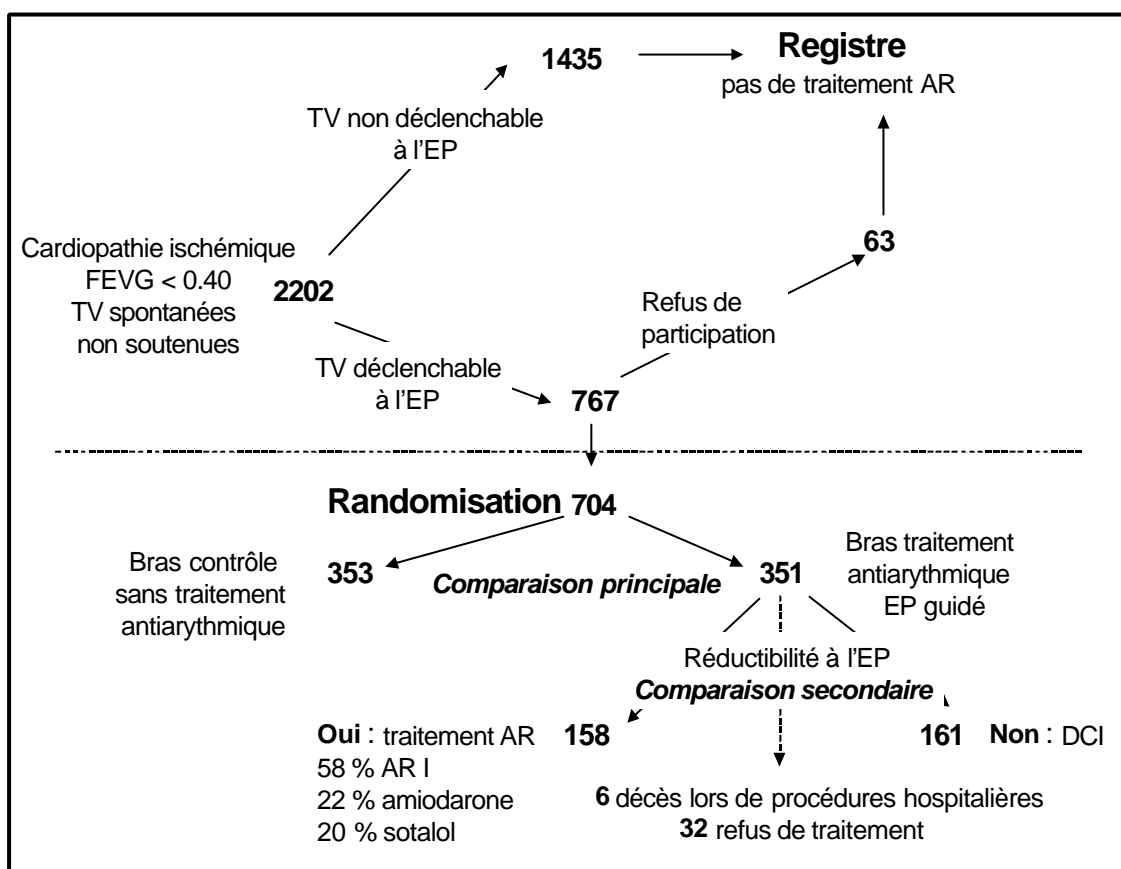 1435
Registre
pas de traitement AR
TV non déclenchable
à l'EP
63
Cardiopathie ischémique
FEVG < 0.40
TV spontanées
non soutenues
2202
Refus de
participation
TV déclenchable
à l'EP
767
Randomisation 704
Bras contrôle
sans traitement
antiarythmique
353
Comparaison principale
351
Bras traitement
antiarythmique
EP guidé
Réductibilité à l'EP
Comparaison secondaire
Oui : traitement AR
58 % AR I
22 % amiodarone
20 % sotalol
158
161
Non : DCI
6 décès lors de procédures hospitalières
32 refus de traitement